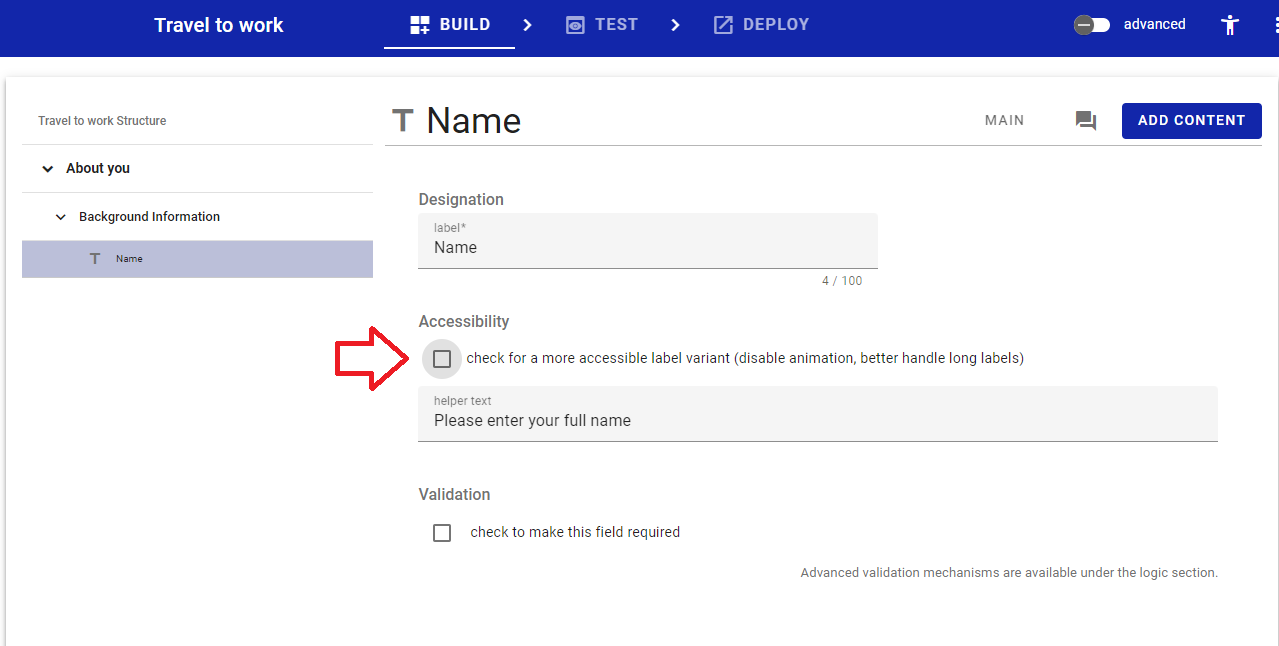 Travel to work
BUILD
TEST
DEPLOY
advanced
Travel to work Structure
About you
Background Information
Name
Name
MAIN
ADD CONTENT
Designation
label*
Name
4 / 100
Accessibility
check for a more accessible label variant (disable animation, better handle long labels)
helper text
Please enter your full name
Validation
check to make this field required
Advanced validation mechanisms are available under the logic section.